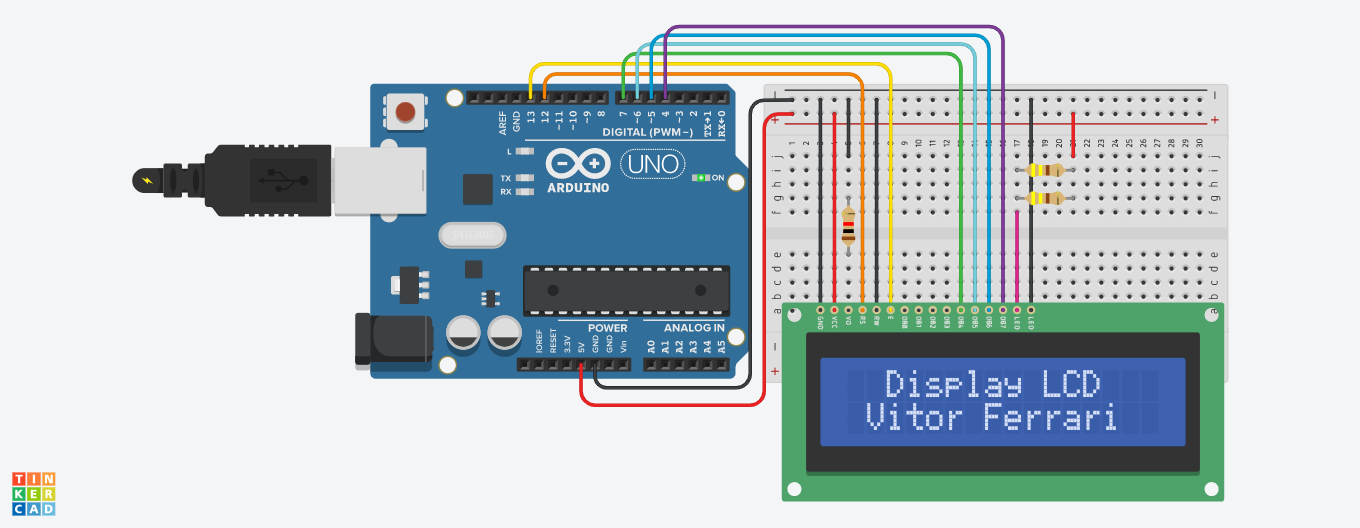 AREF
GND
13
12
~11
~10
~9
8
7
~6
~5
4
~3
2
TX→1
RX←0
DIGITAL (PWM~)
L
TX
RX
ARDUINO
UNO
ON
IOREF
RESET
3.3V
5V
GND
GND
Vin
POWER
A0
A1
A2
A3
A4
A5
ANALOG IN
1 2 3 4 5 6 7 8 9 10 11 12 13 14 15 16 17 18 19 20 21 22 23 24 25 26 27 28 29 30
j
i
h
g
f
e
d
c
b
a
GND
VCC
VO
RS
RW
E
DB0
DB1
DB2
DB3
DB4
DB5
DB6
DB7
LED
LED
Display LCD
Vitor Ferrari
TIN
KER
CAD